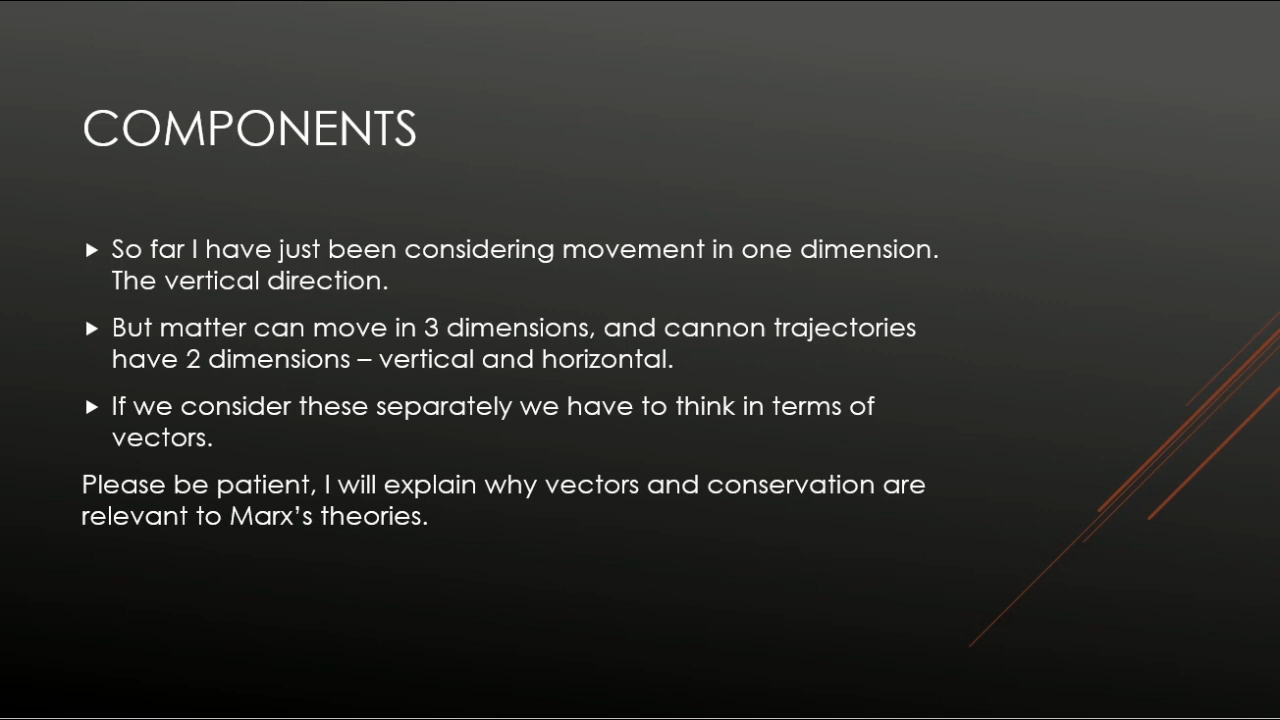 COMPONENTS
So far I have just been considering movement in one dimension.
The vertical direction.
But matter can move in 3 dimensions, and cannon trajectories
have 2 dimensions – vertical and horizontal.
If we consider these separately we have to think in terms of
vectors.
Please be patient, I will explain why vectors and conservation are
relevant to Marx’s theories.